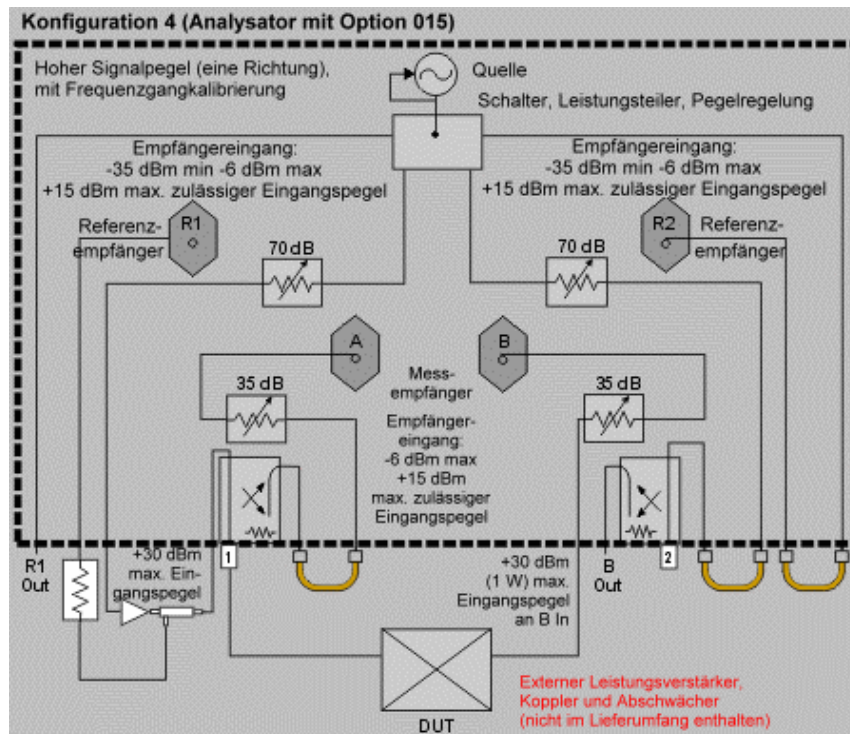 Konfiguration 4 (Analysator mit Option 015)
Hoher Signalpegel (eine Richtung),
mit Frequenzgangkalibrierung
Quelle
Schalter, Leistungsteiler, Pegelregelung
Empfängereingang:
-35 dBm min -6 dBm max
+15 dBm max. zulässiger Eingangspegel
Empfängereingang:
-35 dBm min -6 dBm max
+15 dBm max. zulässiger Eingangspegel
Referenz-
empfänger
R1
R2
Referenz-
empfänger
70 dB
70 dB
A
B
Mess-
empfänger
35 dB
35 dB
Empfänger-
eingang:
-6 dBm max
+15 dBm
max. zulässiger
Eingangspegel
R1
Out
+30 dBm
max. Ein-
gangspegel
1
+30 dBm
(1 W) max.
Eingangspegel
an B In
B
Out
2
DUT
Externer Leistungsverstärker,
Koppler und Abschwächer
(nicht im Lieferumfang enthalten)